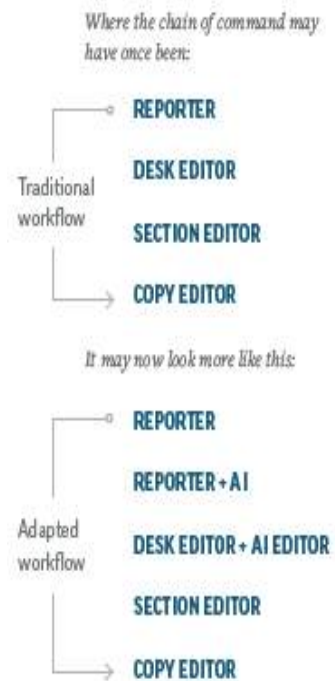 Where the chain of command may
have once been:
REPORTER
DESK EDITOR
Traditional
workflow
SECTION EDITOR
COPY EDITOR
It may now look more like this:
REPORTER
REPORTER + AI
Adapted
workflow
DESK EDITOR + AI EDITOR
SECTION EDITOR
COPY EDITOR